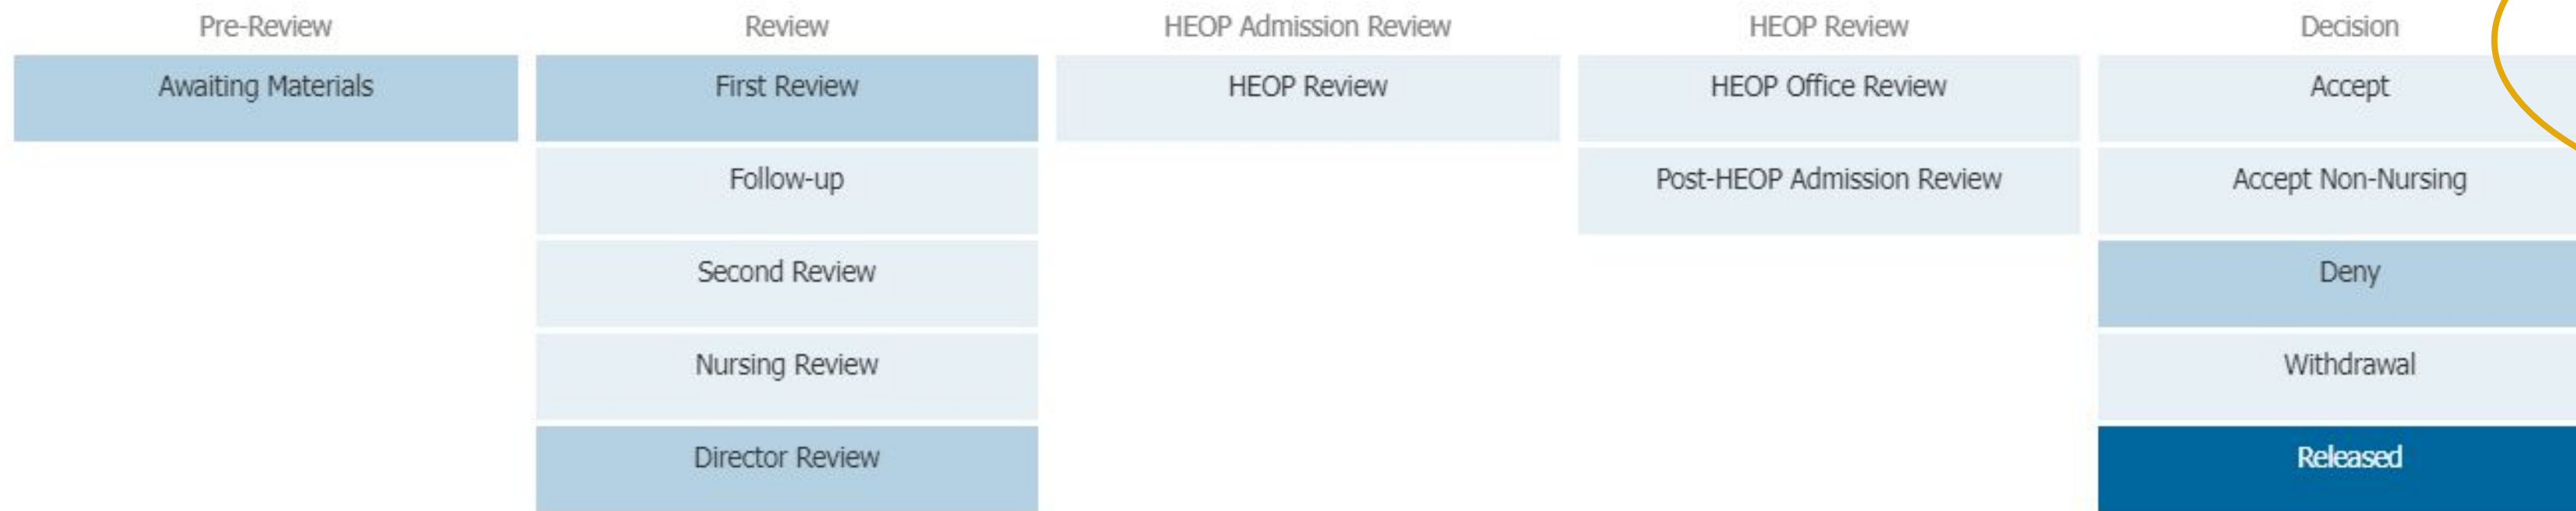 Pre-Review
Awaiting Materials
Review
First Review
Follow-up
Second Review
Nursing Review
Director Review
HEOP Admission Review
HEOP Review
HEOP Review
HEOP Office Review
Post-HEOP Admission Review
Decision
Accept
Accept Non-Nursing
Deny
Withdrawal
Released